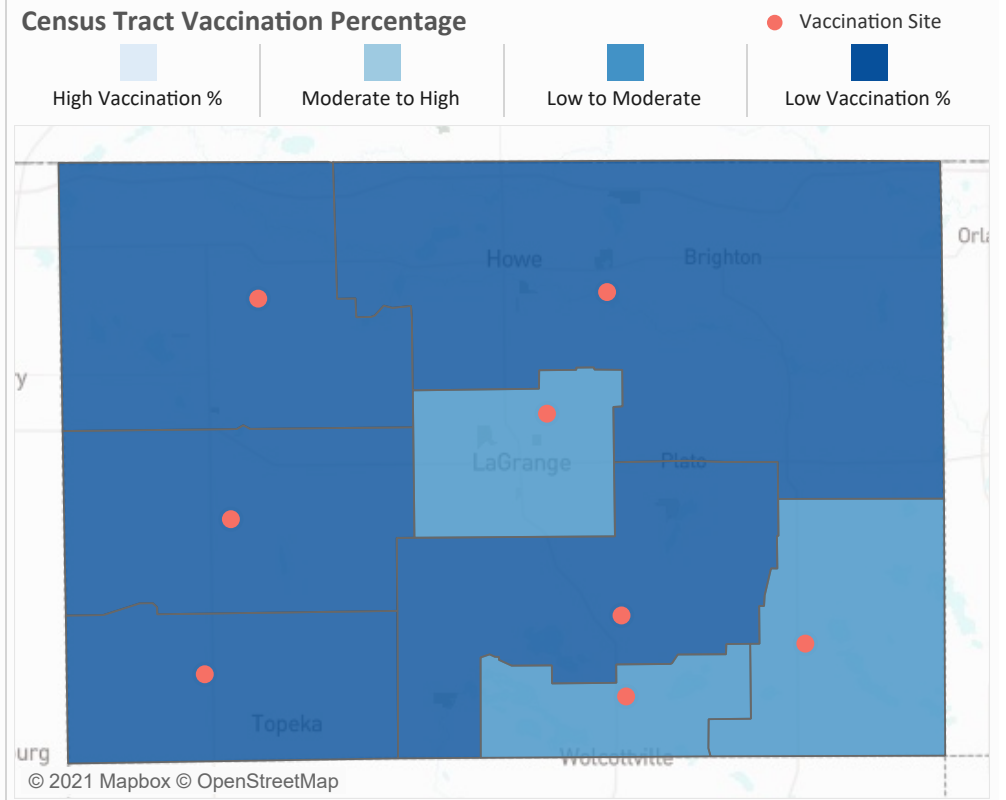 Census Tract Vaccination Percentage
Vaccination Site
High Vaccination %
Moderate to High
Low to Moderate
Low Vaccination %
Orla
Howe
Brighton
y
LaGrange
Plato
Topeka
urg
Wolcottville
© 2021 Mapbox © OpenStreetMap